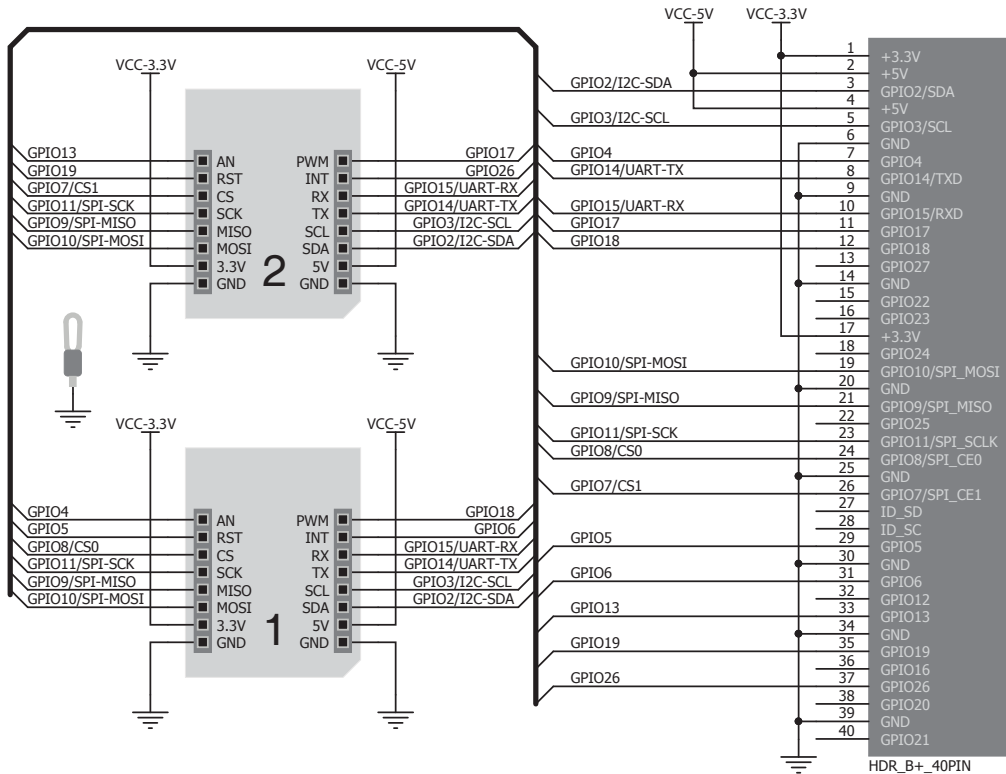 VCC-5V VCC-3.3V
VCC-3.3V VCC-5V
GPIO13
GPIO19
GPIO7/CS1
GPIO11/SPI-SCK
GPIO9/SPI-MISO
GPIO10/SPI-MOSI
AN
RST
CS
SCK
MISO
MOSI
3.3V
GND
2
PWM
INT
RX
TX
SCL
SDA
5V
GND
GPIO17
GPIO26
GPIO15/UART-RX
GPIO14/UART-TX
GPIO3/I2C-SCL
GPIO2/I2C-SDA
VCC-3.3V VCC-5V
GPIO4
GPIO5
GPIO8/CS0
GPIO11/SPI-SCK
GPIO9/SPI-MISO
GPIO10/SPI-MOSI
AN
RST
CS
SCK
MISO
MOSI
3.3V
GND
1
PWM
INT
RX
TX
SCL
SDA
5V
GND
GPIO18
GPIO6
GPIO15/UART-RX
GPIO14/UART-TX
GPIO3/I2C-SCL
GPIO2/I2C-SDA
GPIO2/I2C-SDA
GPIO3/I2C-SCL
GPIO4
GPIO14/UART-TX
GPIO15/UART-RX
GPIO17
GPIO18
GPIO10/SPI-MOSI
GPIO9/SPI-MISO
GPIO11/SPI-SCK
GPIO8/CS0
GPIO7/CS1
GPIO5
GPIO6
GPIO13
GPIO19
GPIO26
1 +3.3V
2 +5V
3 GPIO2/SDA
4 +5V
5 GPIO3/SCL
6 GND
7 GPIO4
8 GPIO14/TXD
9 GND
10 GPIO15/RXD
11 GPIO17
12 GPIO18
13 GPIO27
14 GND
15 GPIO22
16 GPIO23
17 +3.3V
18 GPIO24
19 GPIO10/SPI_MOSI
20 GND
21 GPIO9/SPI_MISO
22 GPIO25
23 GPIO11/SPI_SCLK
24 GPIO8/SPI_CE0
25 GND
26 GPIO7/SPI_CE1
27 ID_SD
28 ID_SC
29 GPIO5
30 GND
31 GPIO6
32 GPIO12
33 GPIO13
34 GND
35 GPIO19
36 GPIO16
37 GPIO26
38 GPIO20
39 GND
40 GPIO21
HDR_B+_40PIN